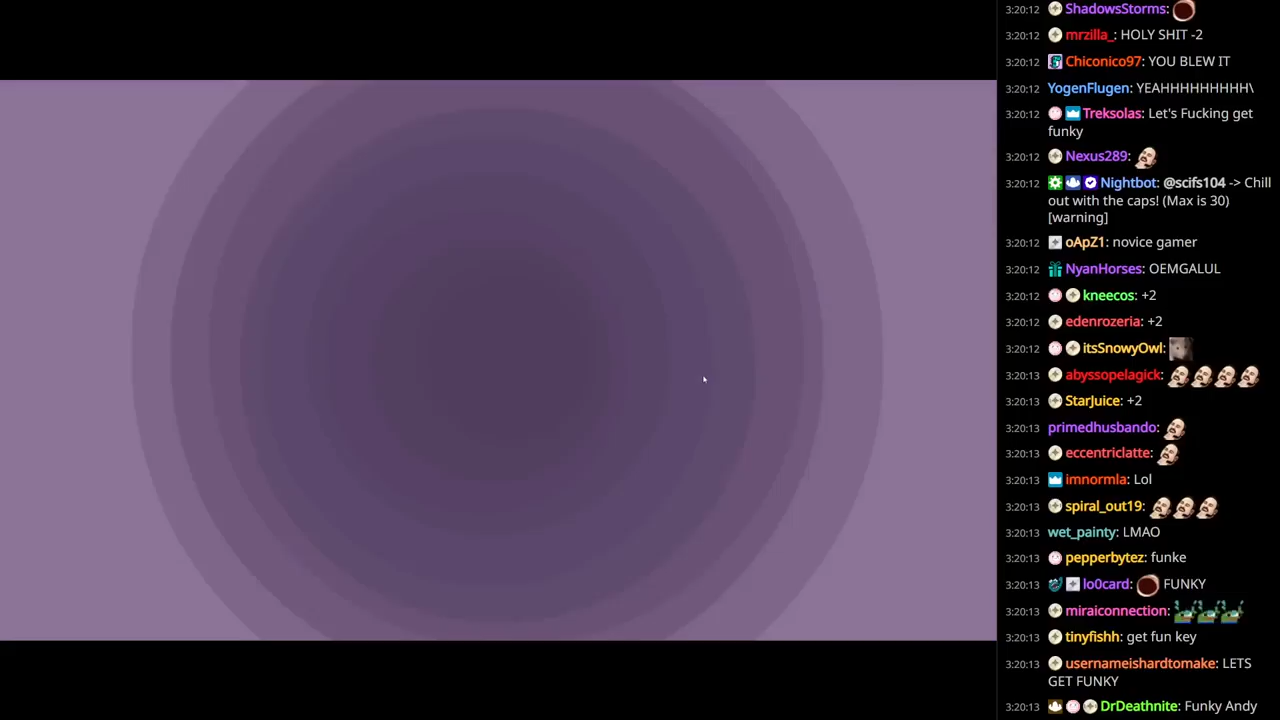 3:20:12 ShadowsStorms:
3:20:12 mrzilla_: HOLY SHIT -2
3:20:12 Chiconico97: YOU BLEW IT
3:20:12 YogenFlugen: YEAHHHHHHHHH\
3:20:12 Treksolas: Let's Fucking get
funky
3:20:12 Nexus289:
3:20:12 Nightbot: @scifs104 -> Chill
out with the caps! (Max is 30)
[warning]
3:20:12 oApZ1: novice gamer
3:20:12 NyanHorses: OEMGALUL
3:20:12 kneecos: +2
3:20:12 edenrozeria: +2
3:20:12 itsSnowyOwl:
3:20:13 abyssopelagick:
3:20:13 StarJuice: +2
3:20:13 primedhusbando:
3:20:13 eccentriclatte:
3:20:13 imnormla: Lol
3:20:13 spiral_out19:
3:20:13 wet_painty: LMAO
3:20:13 pepperbytez: funke
3:20:13 lo0card: FUNKY
3:20:13 miraiconnection:
3:20:13 tinyfishh: get fun key
3:20:13 usernameishardtomake: LETS
GET FUNKY
3:20:13 DrDeathnite: Funky Andy